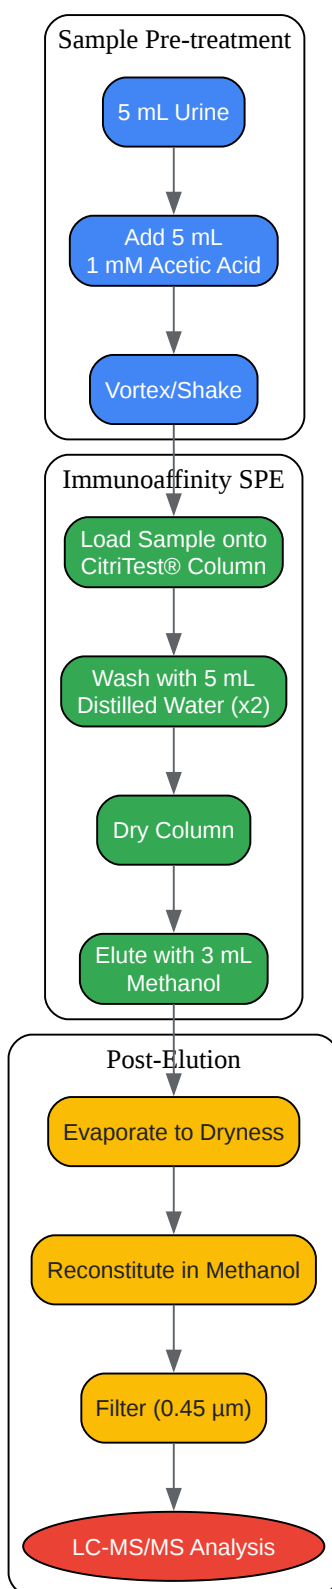 Sample Pre-treatment
5 mL Urine
Add 5 mL
1 mM Acetic Acid
Vortex/Shake
Immunoaffinity SPE
Load Sample onto
CitriTest® Column
Wash with 5 mL
Distilled Water (x2)
Dry Column
Elute with 3 mL
Methanol
Post-Elution
Evaporate to Dryness
Reconstitute in Methanol
Filter (0.45 µm)
LC-MS/MS Analysis